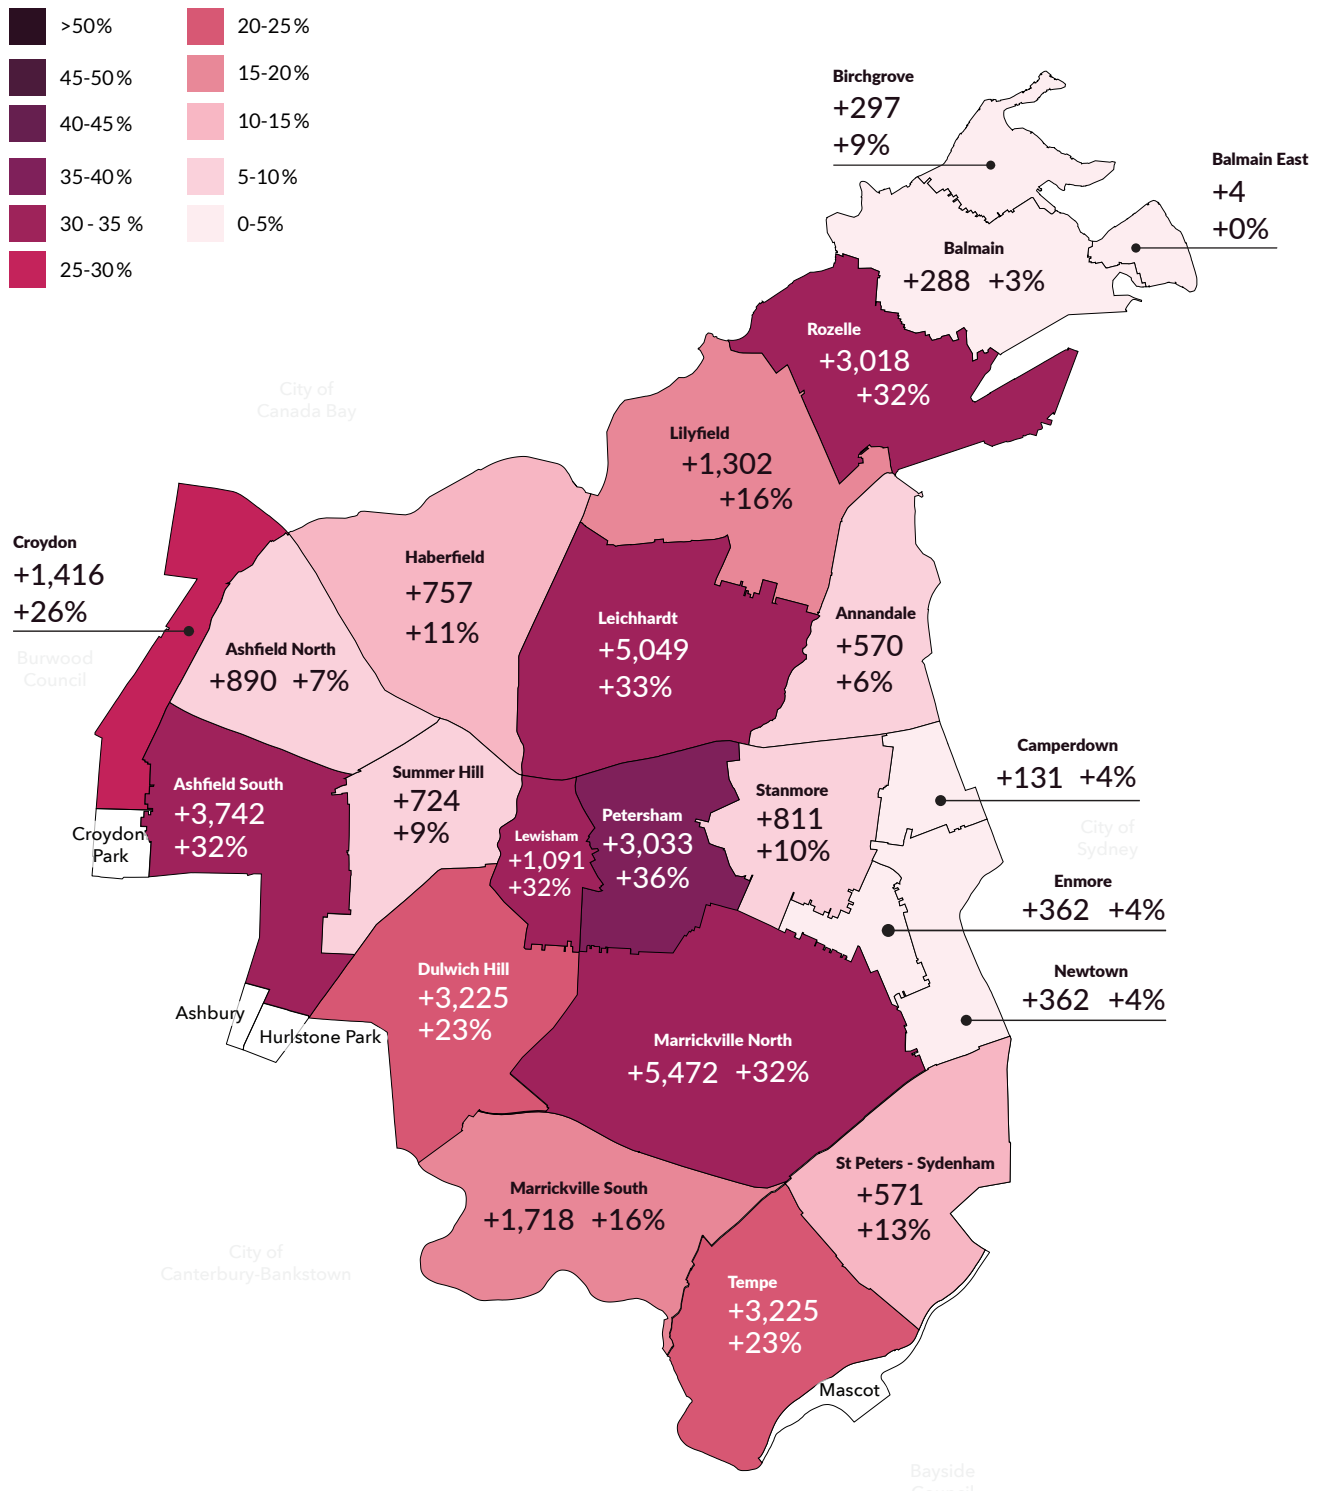 >50%
45-50%
40-45%
35-40%
30 - 35 %
25-30%
20-25%
15-20%
10-15%
5-10%
0-5%
Birchgrove
+297
+9%
Balmain East
+4
+0%
Balmain
+288 +3%
Rozelle
+3,018
+32%
City of
Canada Bay
Lilyfield
+1,302
+16%
Croydon
+1,416
+26%
Haberfield
+757
+11%
Leichhardt
+5,049
+33%
Annandale
+570
+6%
Burwood
Council
Ashfield North
+890 +7%
Ashfield South
+3,742
+32%
Summer Hill
+724
+9%
Lewisham
+1,091
+32%
Petersham
+3,033
+36%
Stanmore
+811
+10%
Camperdown
+131 +4%
City of
Sydney
Croydon
Park
Enmore
+362 +4%
Newtown
+362 +4%
Dulwich Hill
+3,225
+23%
Ashbury
Hurlstone Park
Marrickville North
+5,472 +32%
St Peters - Sydenham
+571
+13%
Marrickville South
+1,718 +16%
City of
Canterbury-Bankstown
Tempe
+3,225
+23%
Mascot
Bayside
Council